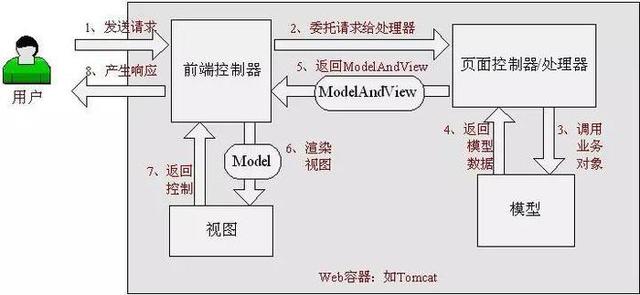 1、发送请求
2、委托请求给处理器
用户
8、产生响应
前端控制器
5、返回ModelAndView
ModelAndView
页面控制器/处理器
7、返回
控制
Model
6、渲染
视图
4、返回
模型
数据
3、调用
业务
对象
视图
模型
Web容器：如Tomcat